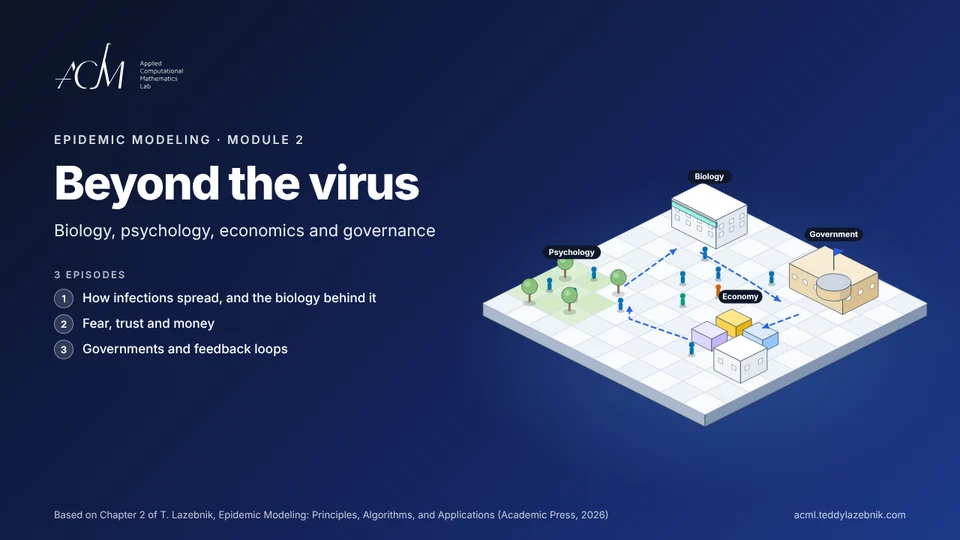 ACM
Applied
Computational
Mathematics
Lab
EPIDEMIC MODELING · MODULE 2
Beyond the virus
Biology, psychology, economics and governance
3 EPISODES
1 How infections spread, and the biology behind it
2 Fear, trust and money
3 Governments and feedback loops
Biology
Government
Psychology
Economy
Based on Chapter 2 of T. Lazebnik, Epidemic Modeling: Principles, Algorithms, and Applications (Academic Press, 2026)
acml.teddylazebnik.com